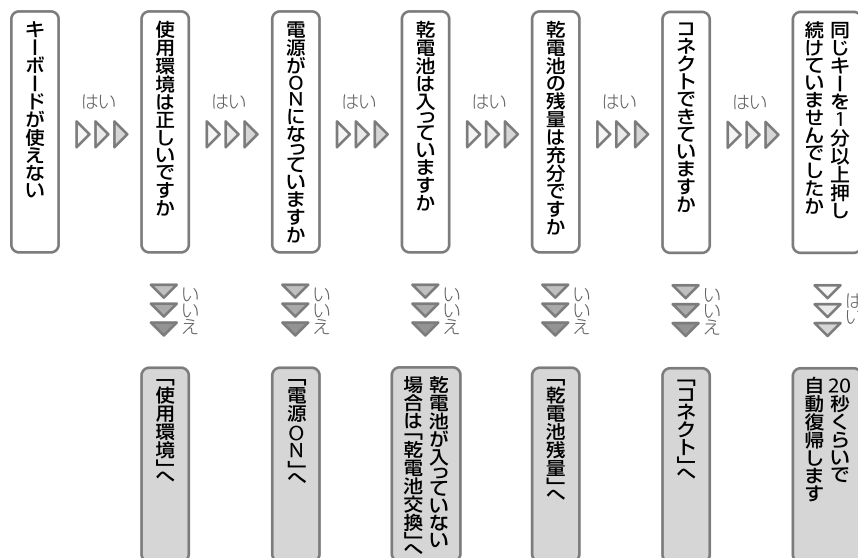 キーボードが使えない
はい
使用環境は正しいですか
はい
電源がONになっていますか
はい
乾電池は入っていますか
はい
乾電池の残量は充分ですか
はい
コネクトできていますか
はい
同じキーを1分以上押し
続けていませんでしたか
いいえ
いいえ
いいえ
いいえ
いいえ
はい
「使用環境」へ
「電源ON」へ
乾電池が入っていない
場合は「乾電池交換」へ
「乾電池残量」へ
「コネクト」へ
20秒くらいで
自動復帰します